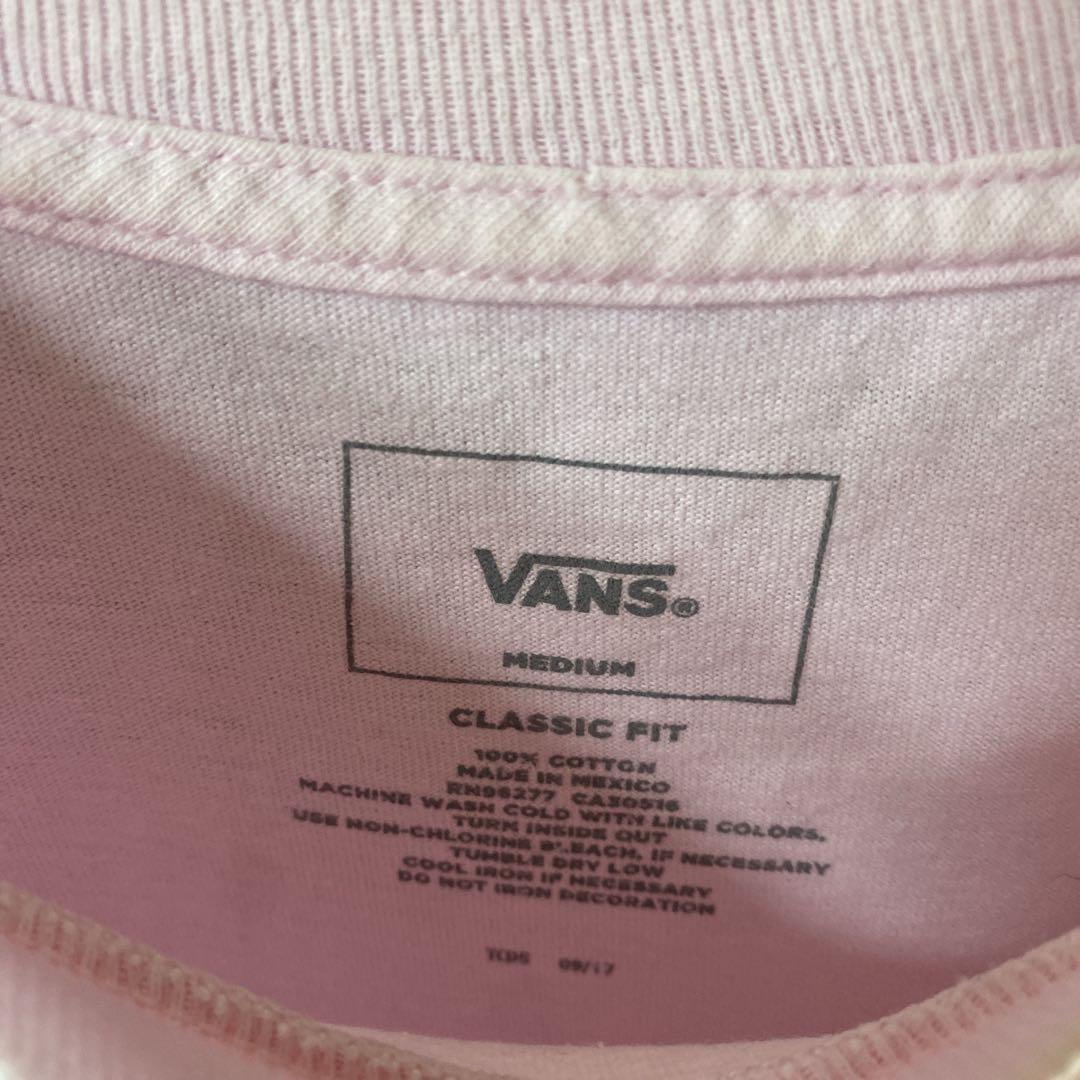 VANS®
MEDIUM
CLASSIC FIT
100% COTTON
MADE IN MEXICO
RN96277 CA30516
MACHINE WASH COLD WITH LIKE COLORS.
TURN INSIDE OUT
USE NON-CHLORINE BLEACH, IF NECESSARY
TUMBLE DRY LOW
COOL IRON IF NECESSARY
DO NOT IRON DECORATION
09/17